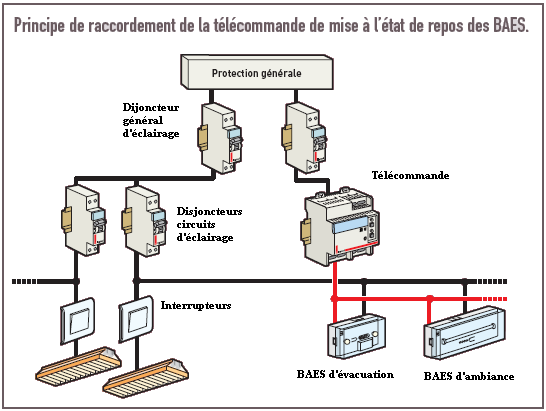 Principe de raccordement de la télécommande de mise à l'état de repos des BAES.
Protection générale
Dijoncteur
général
d'éclairage
Télécommande
Disjoncteurs
circuits
d'éclairage
Interrupteurs
BAES d'évacuation
BAES d'ambiance